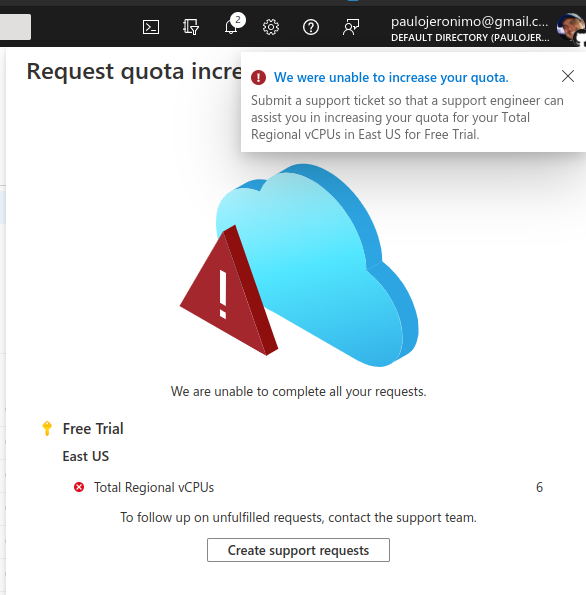 2
paulojeronimo@gmail.c...
DEFAULT DIRECTORY (PAULOJER...
Request quota incre
We were unable to increase your quota.
Submit a support ticket so that a support engineer can
assist you in increasing your quota for your Total
Regional vCPUs in East US for Free Trial.
We are unable to complete all your requests.
Free Trial
East US
Total Regional vCPUs 6
To follow up on unfulfilled requests, contact the support team.
Create support requests